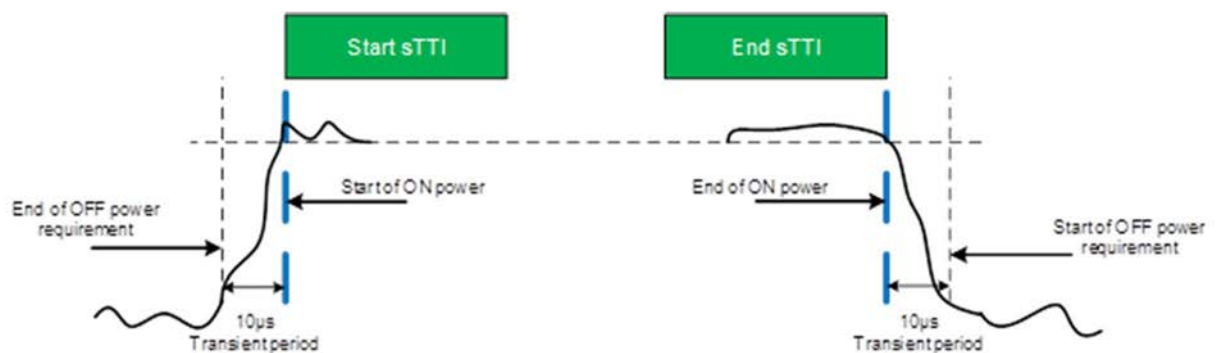 Start sTTI
End sTTI
Start of ON power
End of ON power
End of OFF power
requirement
Start of OFF power
requirement
10µs
Transient period
10µs
Transient period